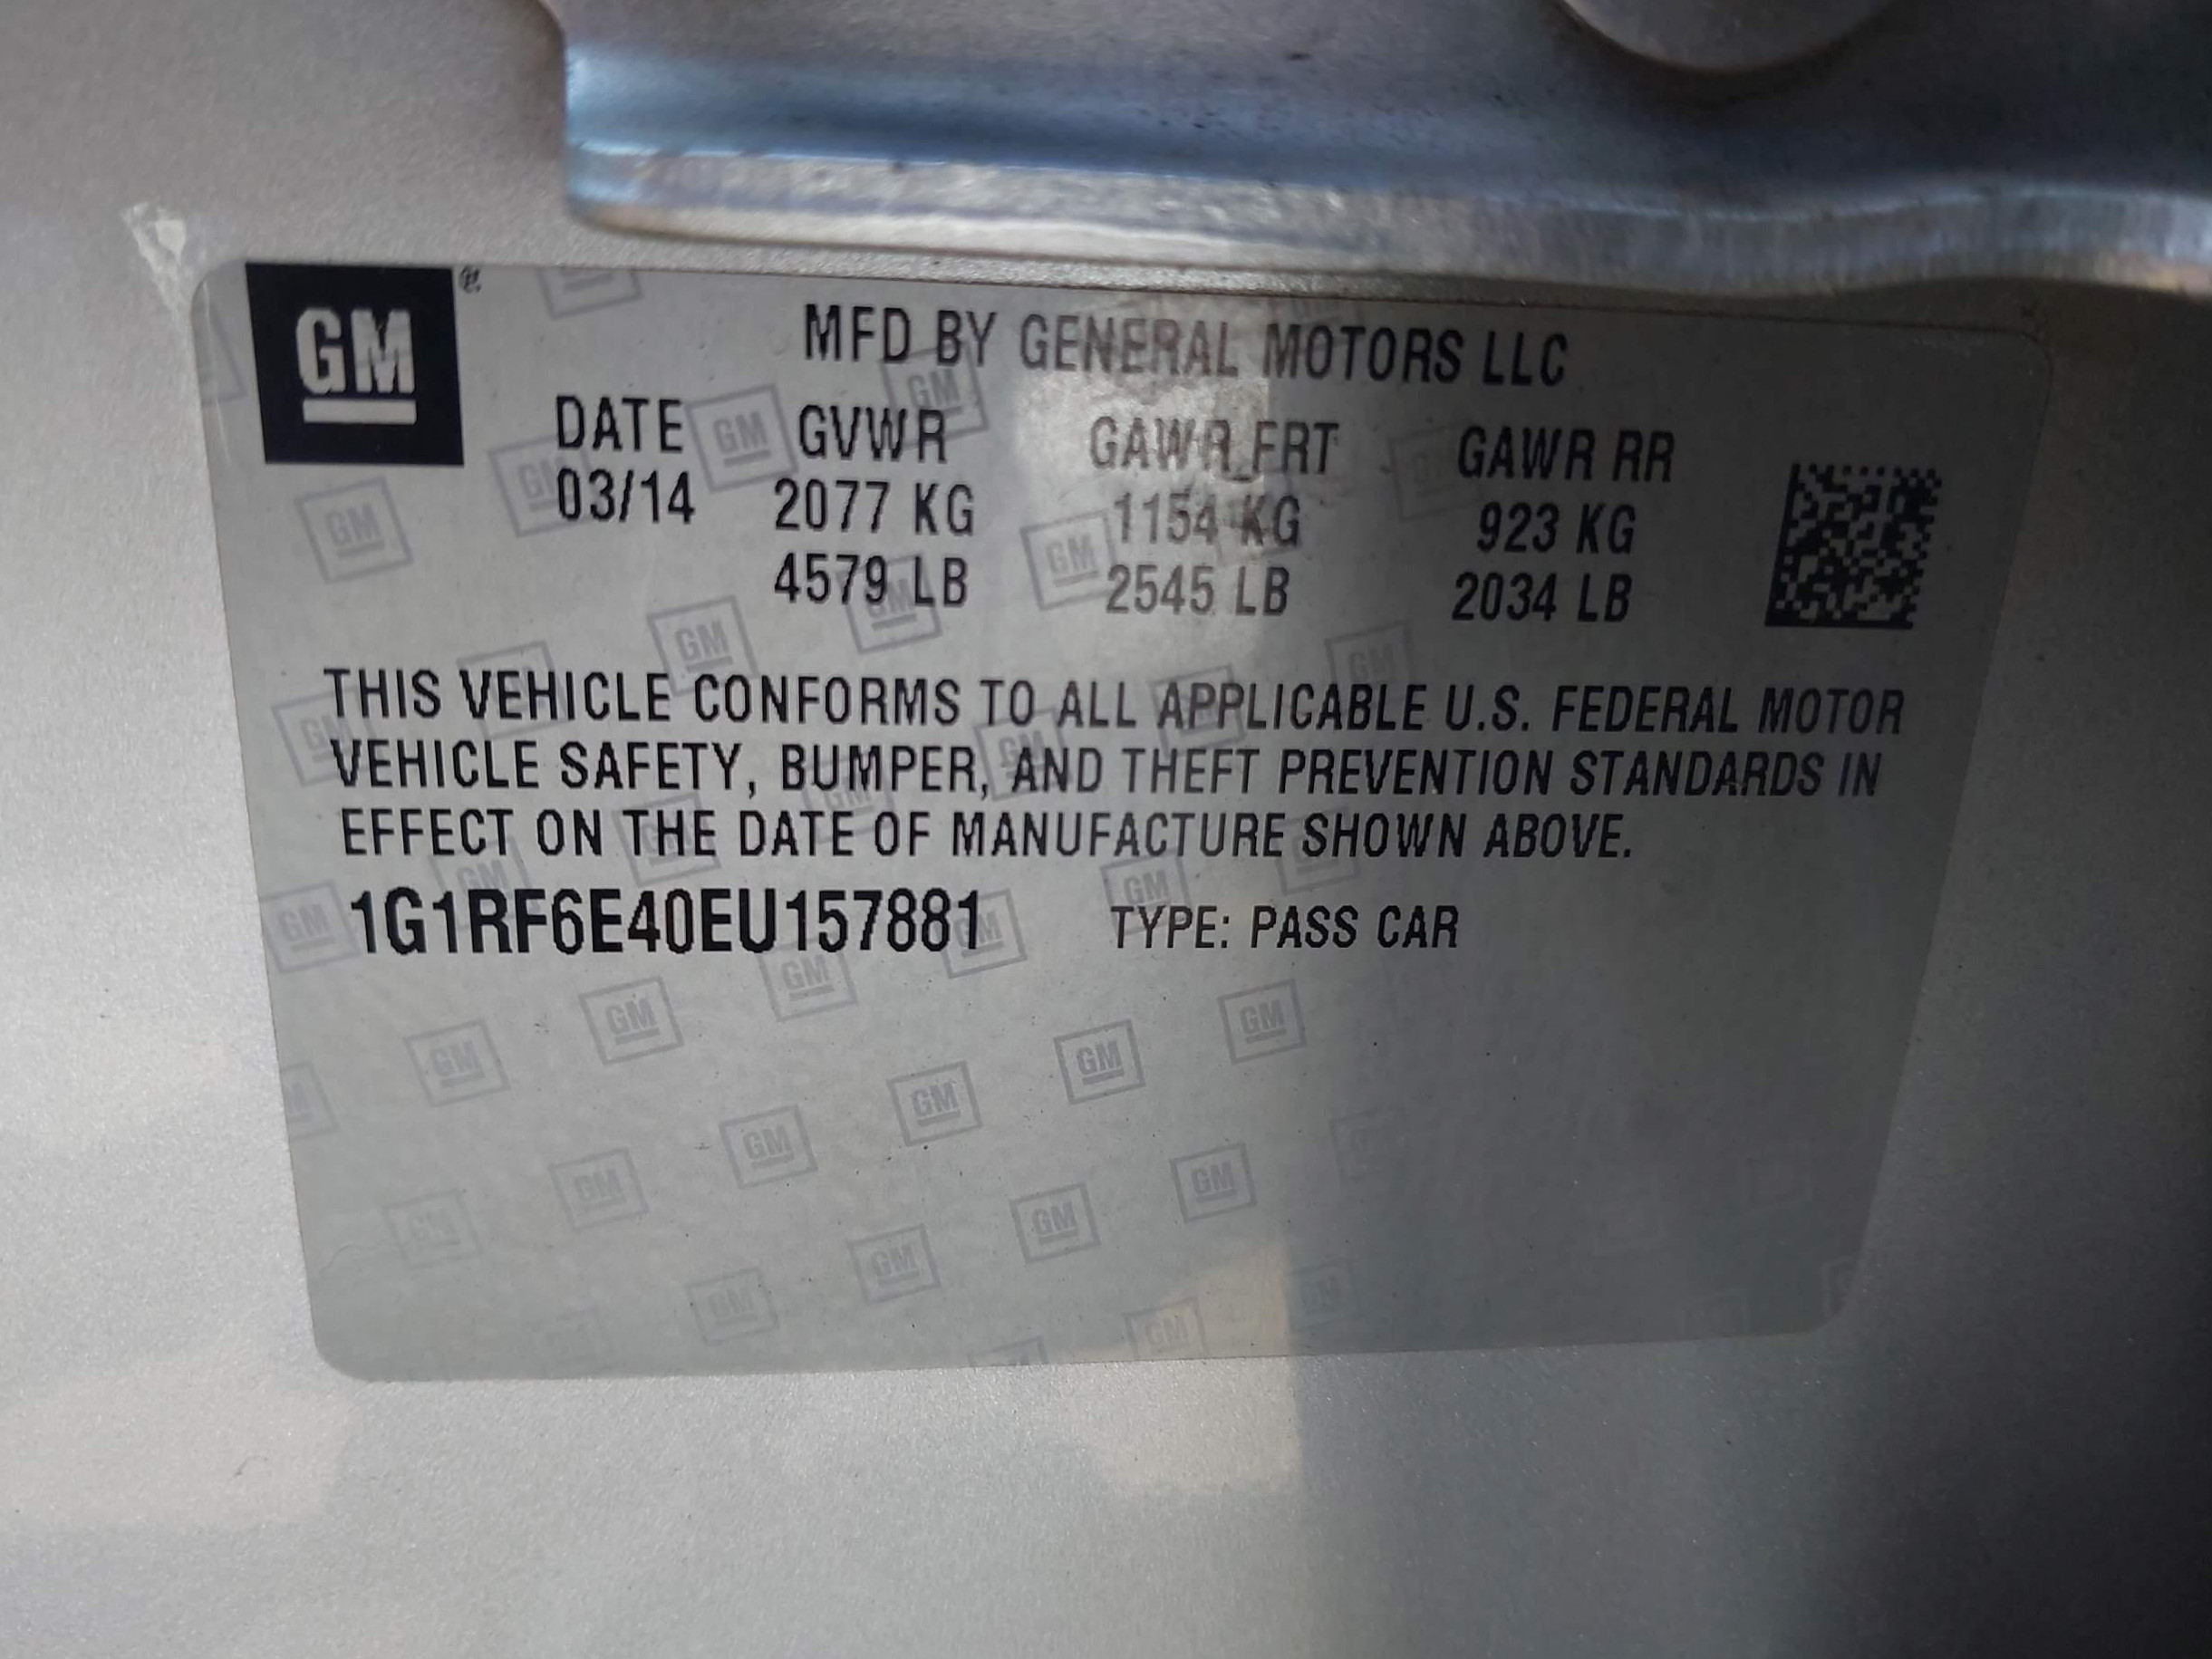 GM
MFD BY GENERAL MOTORS LLC
DATE GVWR GAWR FRT GAWR RR
03/14 2077 KG 1154 KG 923 KG
4579 LB 2545 LB 2034 LB
THIS VEHICLE CONFORMS TO ALL APPLICABLE U.S. FEDERAL MOTOR
VEHICLE SAFETY, BUMPER, AND THEFT PREVENTION STANDARDS IN
EFFECT ON THE DATE OF MANUFACTURE SHOWN ABOVE.
1G1RF6E40EU157881 TYPE: PASS CAR